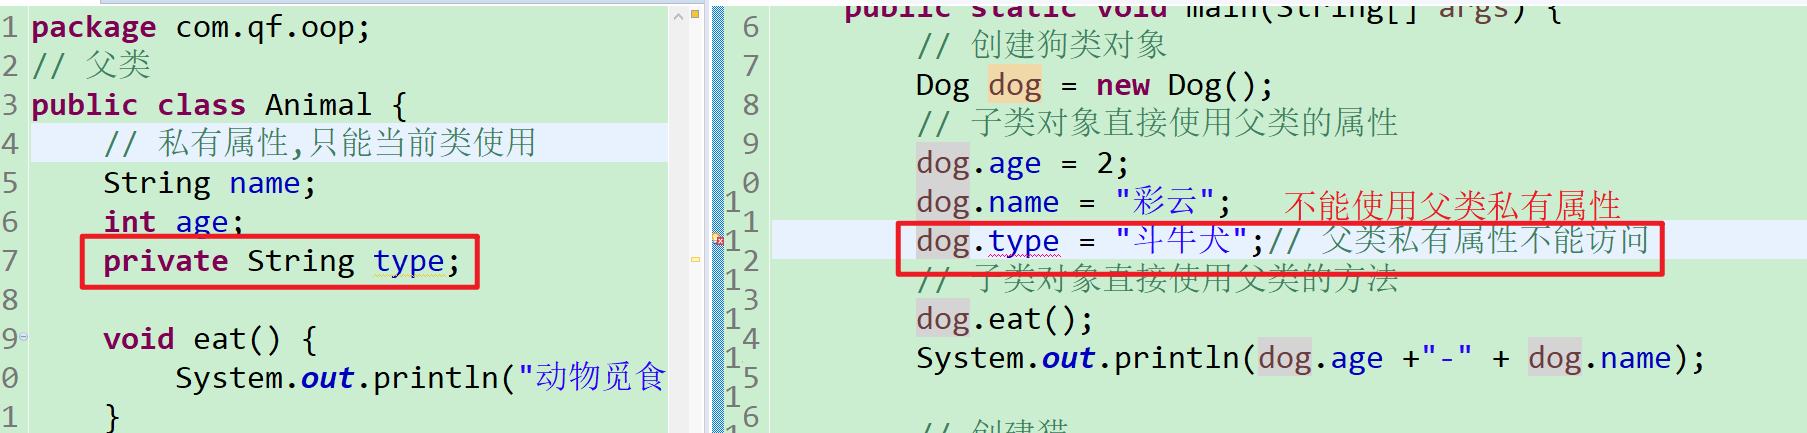 1 package com.qf.oop;
2 // 父类
3 public class Animal {
4 // 私有属性,只能当前类使用
5 String name;
6 int age;
7 private String type;
8
9 void eat() {
0 System.out.println("动物觅食
1 }
6 public static void main(String[] args) {
7 // 创建狗类对象
8 Dog dog = new Dog();
9 // 子类对象直接使用父类的属性
0 dog.age = 2;
11 dog.name = "彩云"; 不能使用父类私有属性
12 dog.type = "斗牛犬";// 父类私有属性不能访问
13 // 子类对象直接使用父类的方法
14 dog.eat();
15 System.out.println(dog.age +"-" + dog.name);
16
// 创建猫